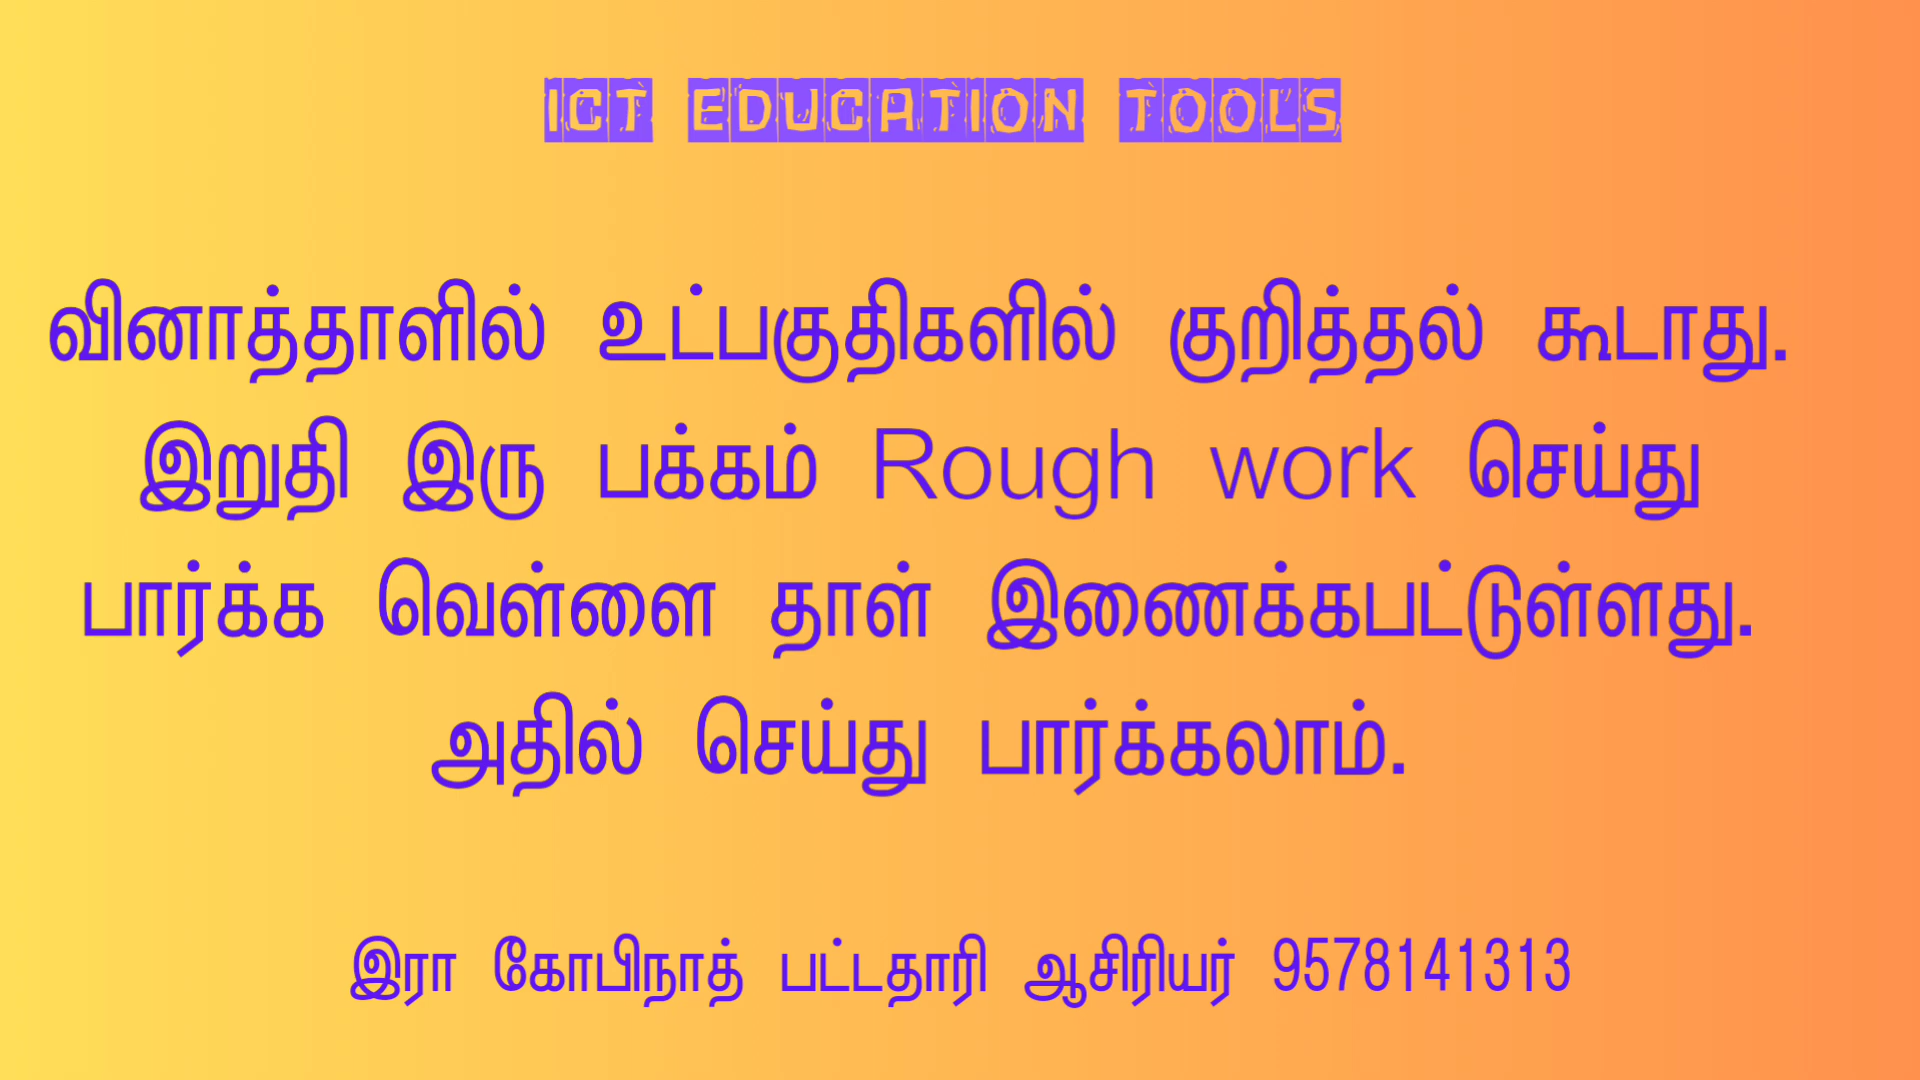 ICT EDUCATION TOOLS
வினாத்தாளில் உட்பகுதிகளில் குறித்தல் கூடாது.
இறுதி இரு பக்கம் Rough work செய்து
பார்க்க வெள்ளை தாள் இணைக்கபட்டுள்ளது.
அதில் செய்து பார்க்கலாம்.
இரா கோபிநாத் பட்டதாரி ஆசிரியர் 9578141313